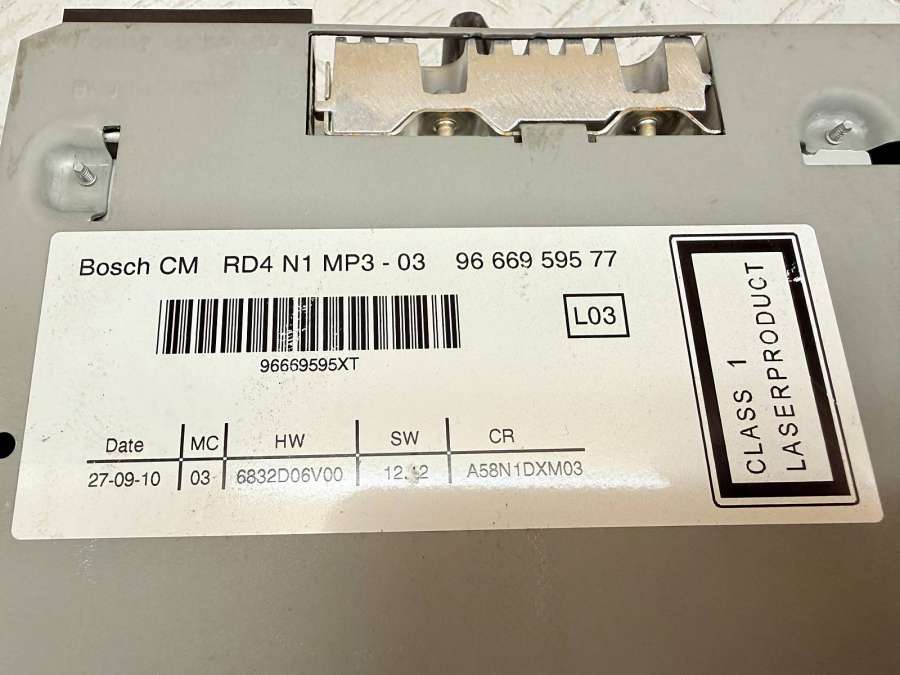 Bosch CM RD4 N1 MP3 - 03 96 669 595 77
L03
96669595XT
Date MC HW SW CR
27-09-10 03 6832D06V00 A58N1DXM03
CLASS 1
LASERPRODUCT